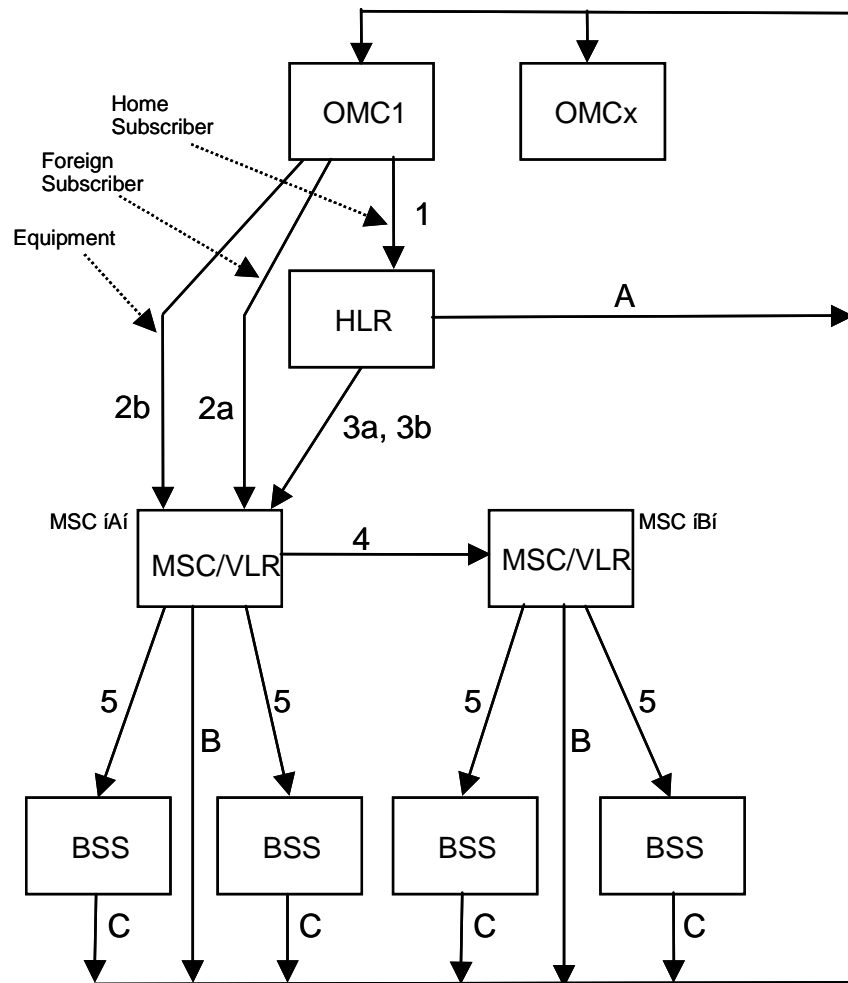 OMC1
OMCx
Home
Subscriber
Foreign
Subscriber
Equipment
1
HLR
A
2b
2a
3a, 3b
MSC íAí
MSC/VLR
4
MSC/VLR
MSC íBí
5
B
5
5
B
5
BSS
BSS
BSS
BSS
C
C
C
C